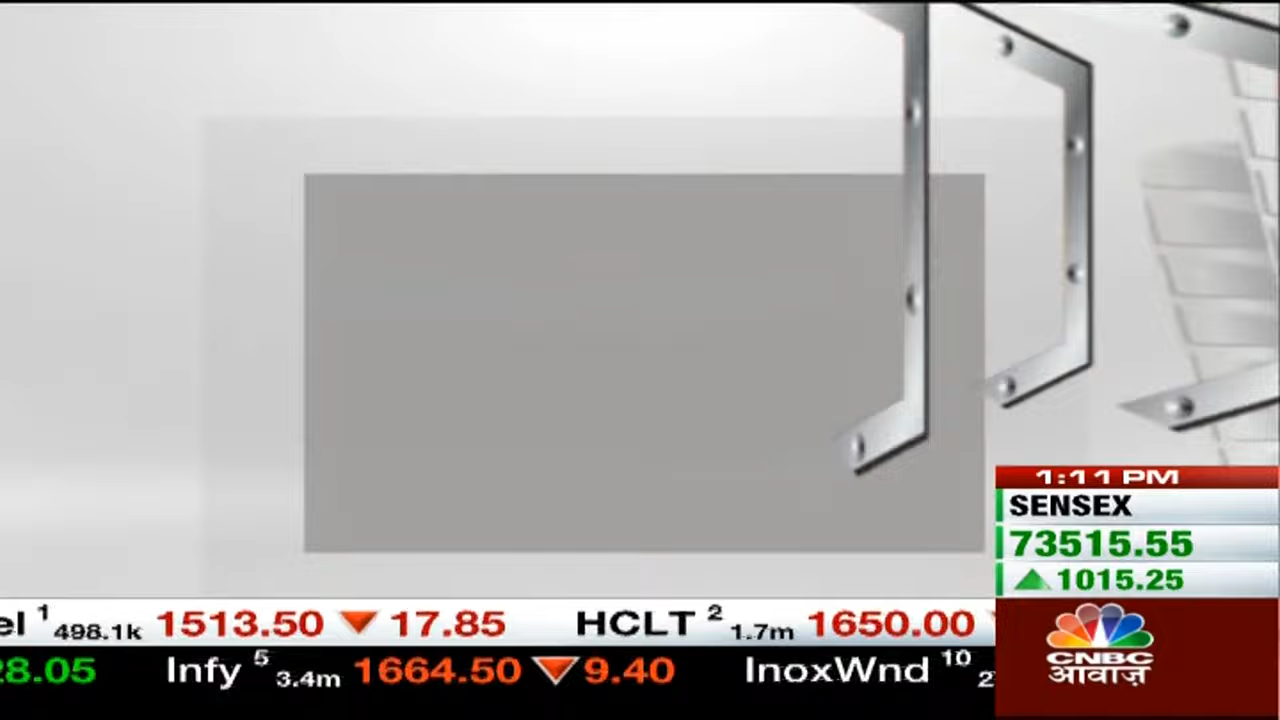 1:11 PM
SENSEX
73515.55
▲ 1015.25
el 1 498.1k 1513.50 ▼ 17.85 HCLT 2 1.7m 1650.00
28.05 Infy 5 3.4m 1664.50 ▼ 9.40 InoxWnd 10 2
CNBC
आवाज़